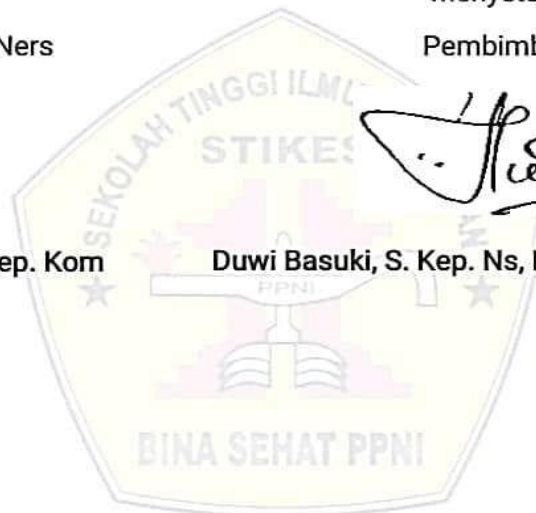 Ners
Pembimb
SEKOLAH TINGGI ILMU
STIKES
ep. Kom
Duwi Basuki, S. Kep. Ns,
PPNI
BINA SEHAT PPNI